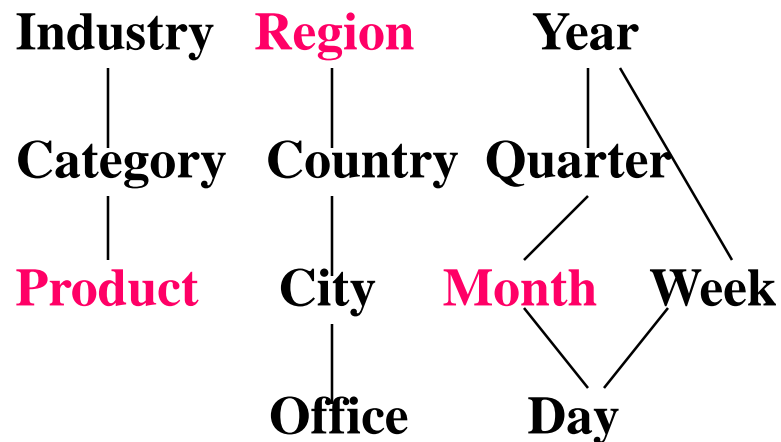 Industry Region Year
Category Country Quarter
Product City Month Week
Office Day